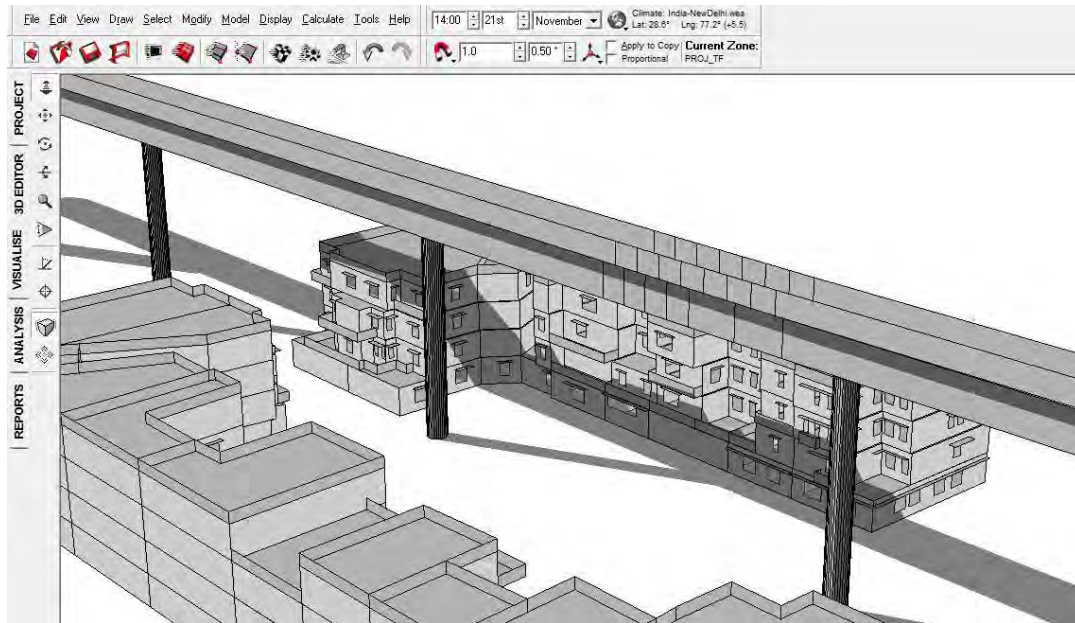 File Edit View Draw Select Modify Model Display Calculate Tools Help
14:00 21st November Climate: India-NewDelhi.wea
Lat: 28.6° Lng: 77.2° (+5.5)
1.0 0.50° Apply to Copy Current Zone:
Proportional PROJ_TF
PROJECT
3D EDITOR
VISUALISE
ANALYSIS
REPORTS